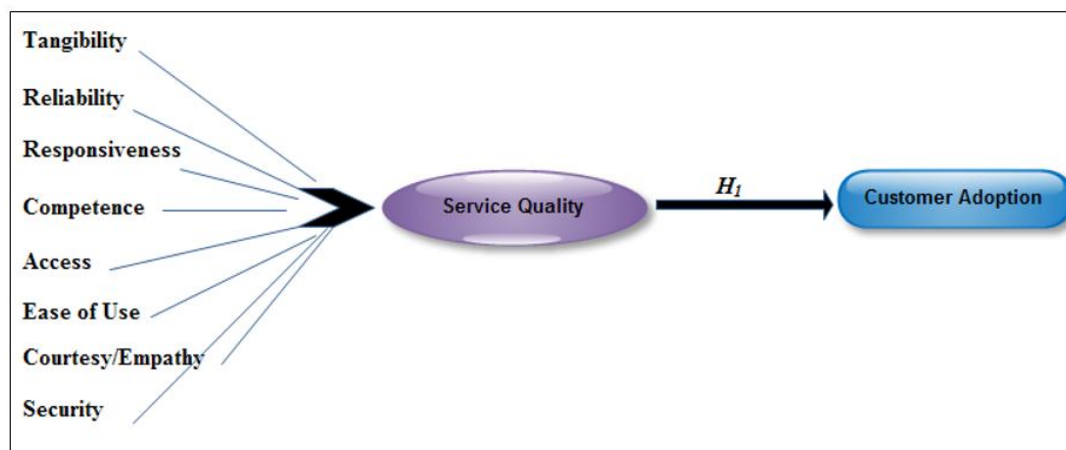 Tangibility
Reliability
Responsiveness
Competence
Access
Ease of Use
Courtesy/Empathy
Security
Service Quality
H1
Customer Adoption